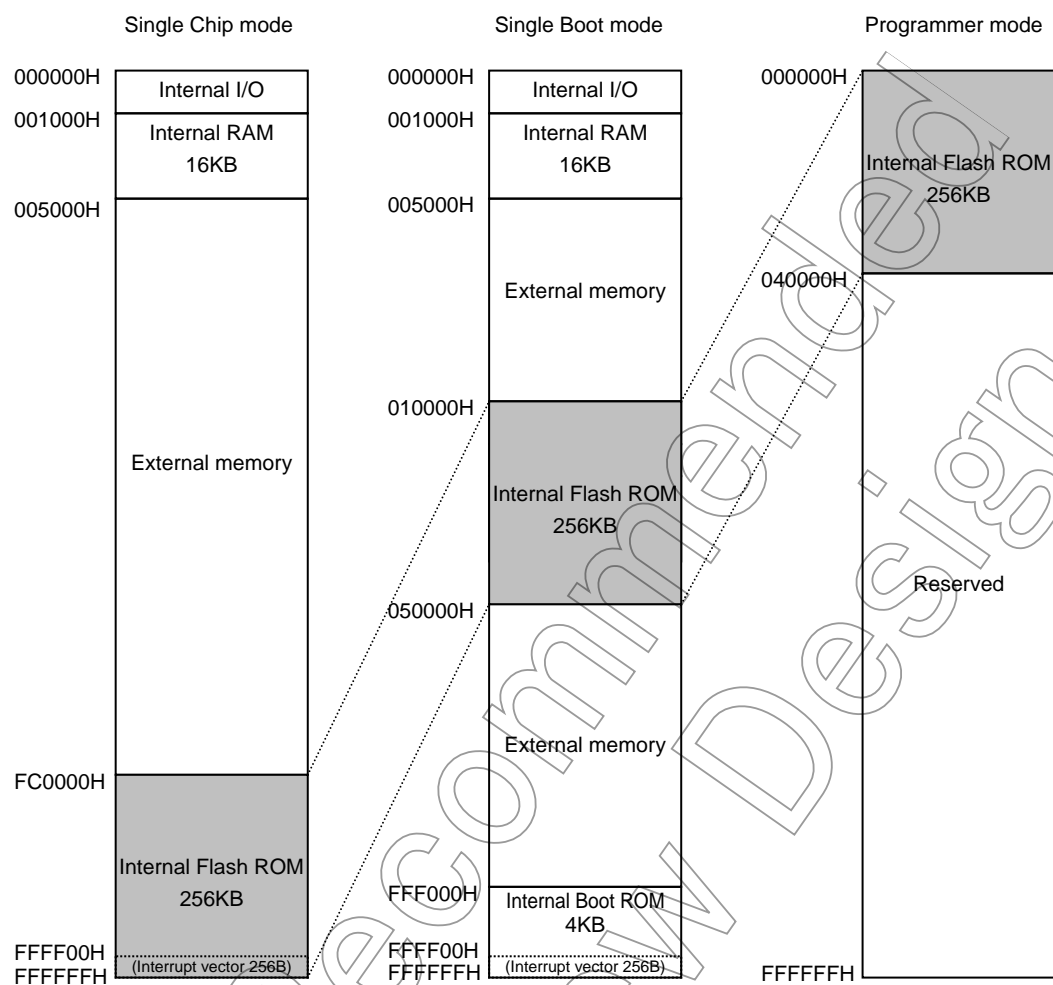 Single Chip mode
000000H
Internal I/O
001000H
Internal RAM
16KB
005000H
External memory
FC0000H
Internal Flash ROM
256KB
FFFF00H
(Interrupt vector 256B)
FFFFFFH
Single Boot mode
000000H
Internal I/O
001000H
Internal RAM
16KB
005000H
External memory
010000H
Internal Flash ROM
256KB
050000H
External memory
FFF000H
Internal Boot ROM
4KB
FFFF00H
(Interrupt vector 256B)
FFFFFFH
Programmer mode
000000H
Internal Flash ROM
256KB
040000H
Reserved
FFFFFFH
ecommended
w Design